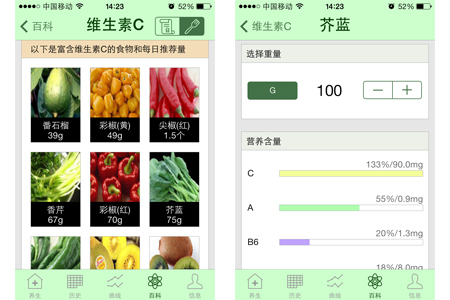 中国移动
14:23
52%
百科
维生素C
以下是富含维生素C的食物和每日推荐量
番石榴
39g
彩椒(黄)
49g
尖椒(红)
1.5个
香芹
67g
彩椒(红)
70g
芥蓝
75g
养生
历史
曲线
百科
信息
中国移动
14:23
52%
维生素C
芥蓝
选择重量
G
100
营养含量
133%/90.0mg
C
55%/0.9mg
A
20%/1.3mg
B6
18%/8.0mg
养生
历史
曲线
百科
信息